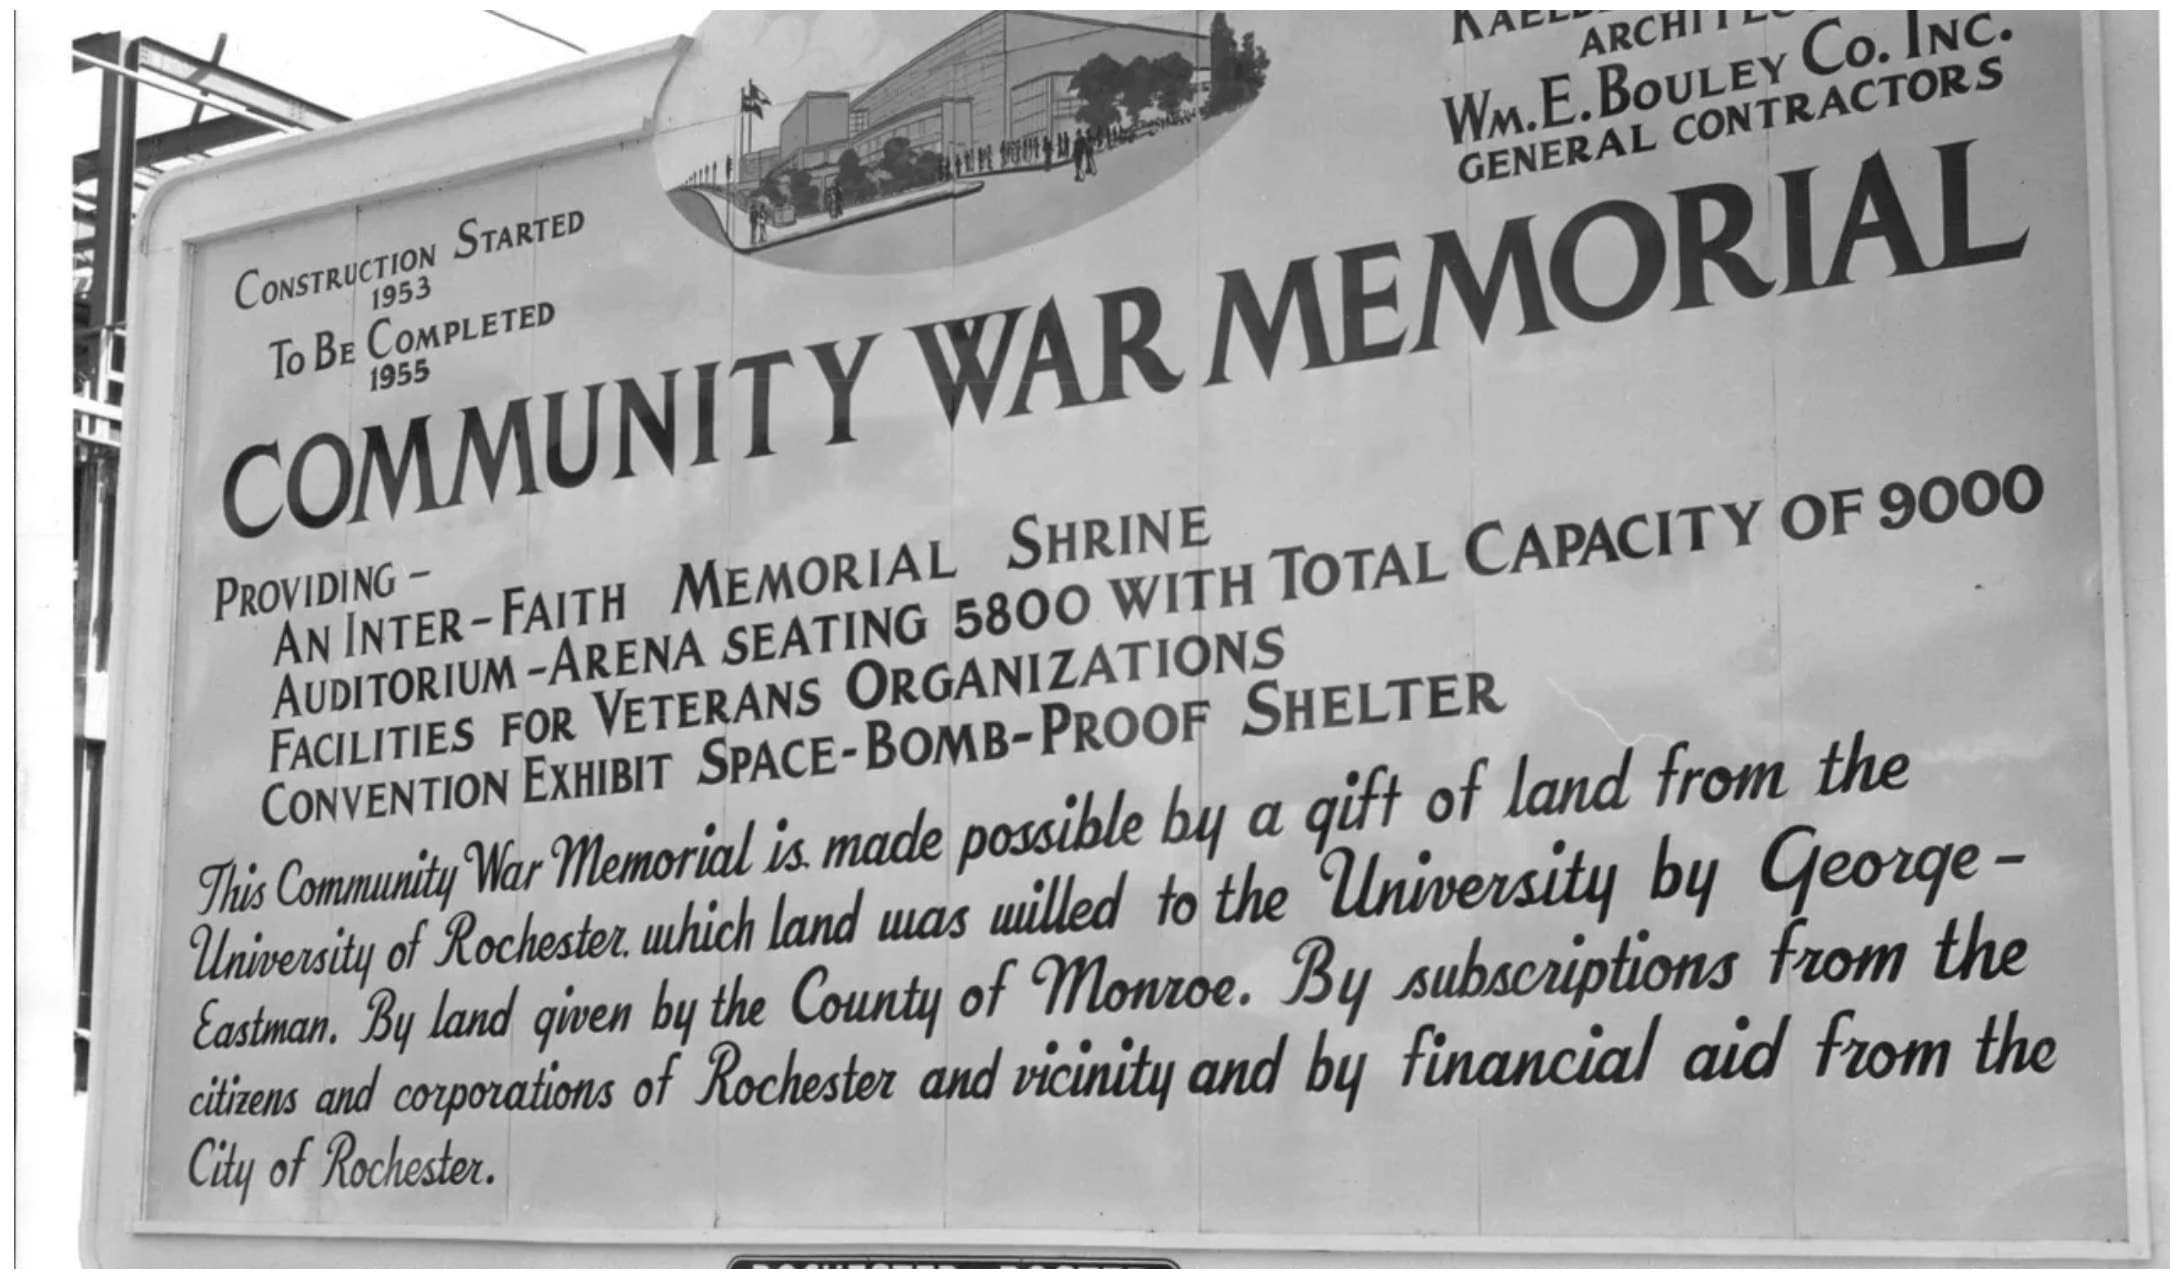 ARCHITEC
WM. E. BOULEY CO. INC.
GENERAL CONTRACTORS
CONSTRUCTION STARTED
1953
TO BE COMPLETED
1955
COMMUNITY WAR MEMORIAL
PROVIDING –
AN INTER-FAITH MEMORIAL SHRINE
AUDITORIUM-ARENA SEATING 5800 WITH TOTAL CAPACITY OF 9000
FACILITIES FOR VETERANS ORGANIZATIONS
CONVENTION EXHIBIT SPACE-BOMB-PROOF SHELTER
This Community War Memorial is made possible by a gift of land from the
University of Rochester. which land was willed to the University by George –
Eastman. By land given by the County of Monroe. By subscriptions from the
citizens and corporations of Rochester and vicinity and by financial aid from the
City of Rochester.